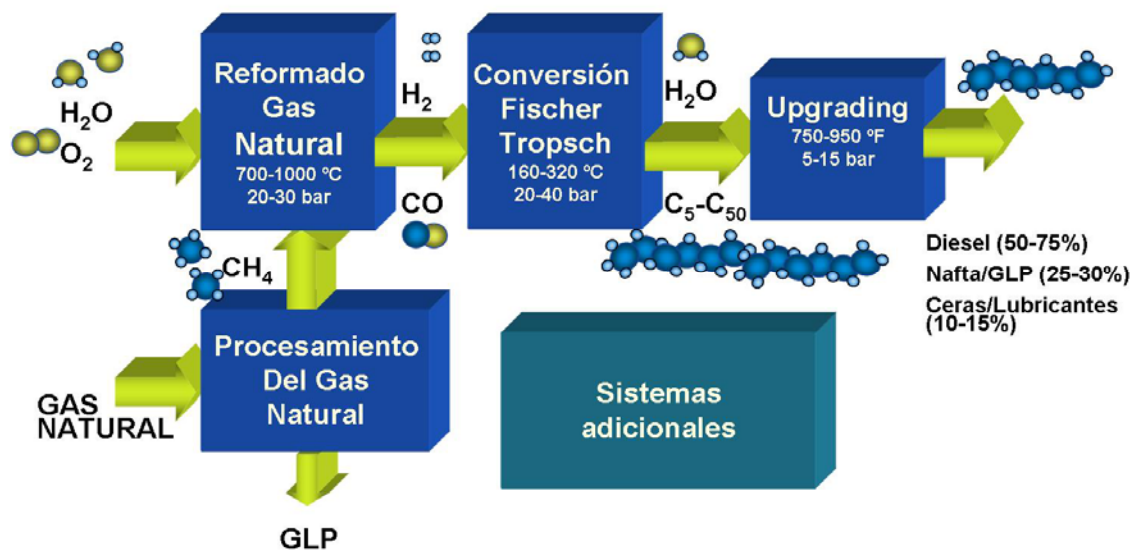 H₂O
O₂
Reformado
Gas
Natural
700-1000 ºC
20-30 bar
H₂
CO
Conversión
Fischer
Tropsch
160-320 ºC
20-40 bar
H₂O
C₅-C₅₀
Upgrading
750-950 ºF
5-15 bar
Diesel (50-75%)
Nafta/GLP (25-30%)
Ceras/Lubricantes
(10-15%)
CH₄
GAS
NATURAL
Procesamiento
Del Gas
Natural
GLP
Sistemas
adicionales